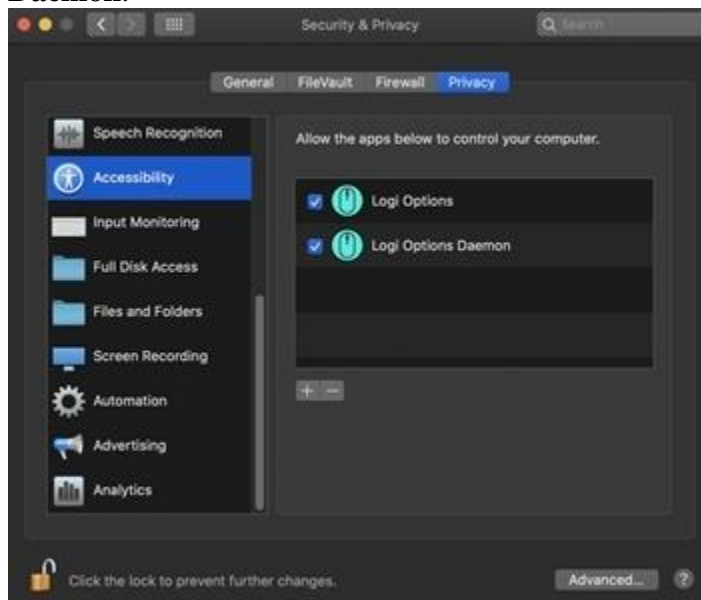 Security & Privacy
Search
General FileVault Firewall Privacy
Speech Recognition
Accessibility
Input Monitoring
Full Disk Access
Files and Folders
Screen Recording
Automation
Advertising
Analytics
Allow the apps below to control your computer.
Logi Options
Logi Options Daemon
+ −
Click the lock to prevent further changes.
Advanced...
?